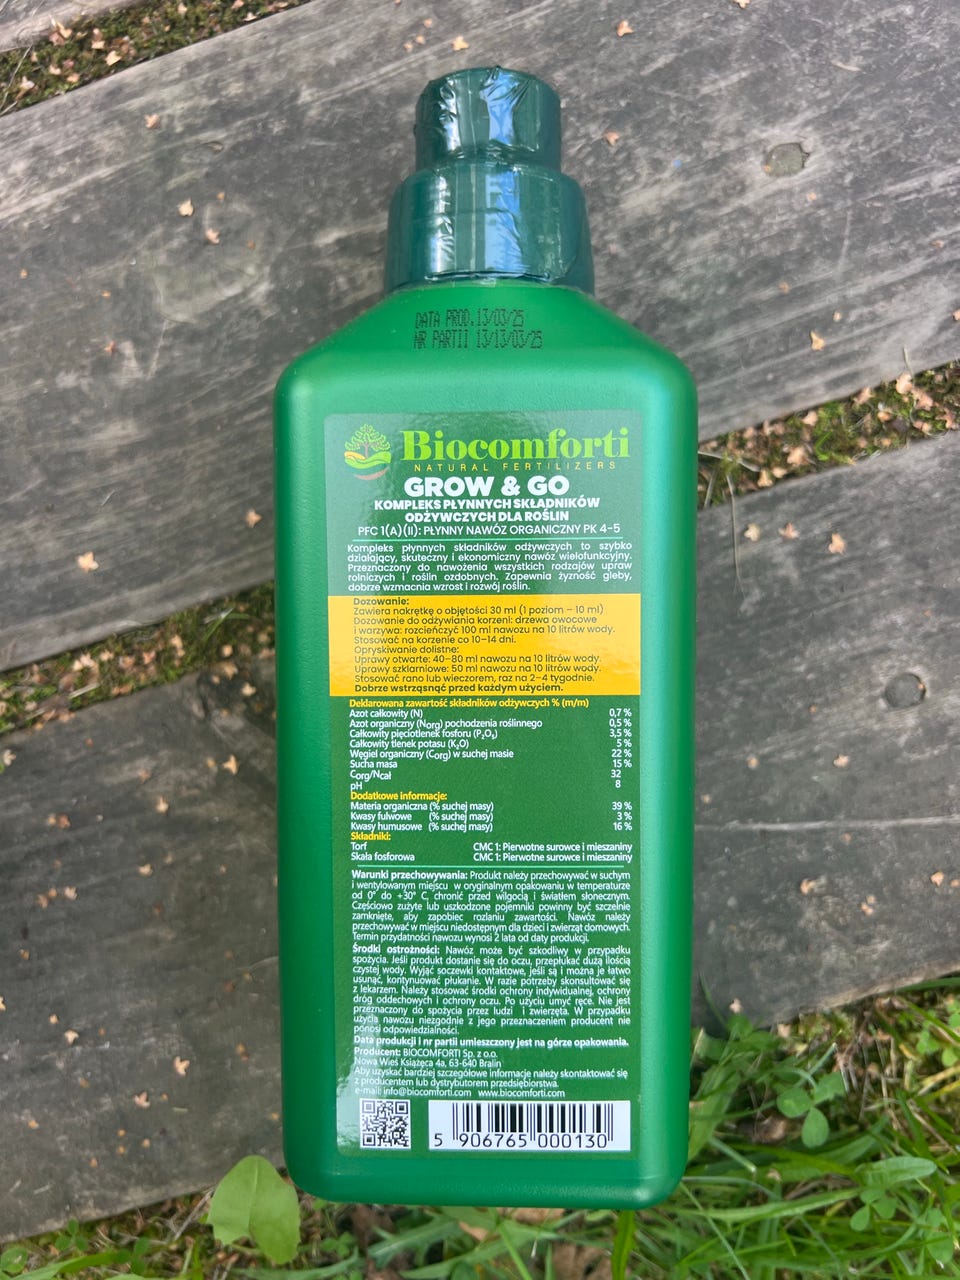 DATA PROD.13/03/25
NR PARTII 13/13/03/25
Biocomforti
NATURAL FERTILIZERS
GROW & GO
KOMPLEKS PŁYNNYCH SKŁADNIKÓW
ODŻYWCZYCH DLA ROŚLIN
PFC 1(A)(II): PŁYNNY NAWÓZ ORGANICZNY PK 4-5
Kompleks płynnych składników odżywczych to szybko
działający, skuteczny i ekonomiczny nawóz wielofunkcyjny.
Przeznaczony do nawożenia wszystkich rodzajów upraw
rolniczych i roślin ozdobnych. Zapewnia żyzność gleby,
dobrze wzmacnia wzrost i rozwój roślin.
Dozowanie:
Zawiera nakrętkę o objętości 30 ml (1 poziom – 10 ml)
Dozowanie do odżywiania korzeni: drzewa owocowe
i warzywa: rozcieńczyć 100 ml nawozu na 10 litrów wody.
Stosować na korzenie co 10-14 dni.
Opryskiwanie dolistne:
Uprawy otwarte: 40-80 ml nawozu na 10 litrów wody.
Uprawy szklarniowe: 50 ml nawozu na 10 litrów wody.
Stosować rano lub wieczorem, raz na 2-4 tygodnie.
Dobrze wstrząsnąć przed każdym użyciem.
Deklarowana zawartość składników odżywczych % (m/m)
Azot całkowity (N) 0,7 %
Azot organiczny (Norg) pochodzenia roślinnego 0,5 %
Całkowity pięciotlenek fosforu (P₂O₅) 3,5 %
Całkowity tlenek potasu (K₂O) 5 %
Węgiel organiczny (Corg) w suchej masie 22 %
Sucha masa 15 %
Corg/Ncał 32
pH 8
Dodatkowe informacje:
Materia organiczna (% suchej masy) 39 %
Kwasy fulwowe (% suchej masy) 3 %
Kwasy humusowe (% suchej masy) 16 %
Składniki:
Torf CMC 1: Pierwotne surowce i mieszaniny
Skała fosforowa CMC 1: Pierwotne surowce i mieszaniny
Warunki przechowywania: Produkt należy przechowywać w suchym
i wentylowanym miejscu w oryginalnym opakowaniu w temperaturze
od 0° do +30° C, chronić przed wilgocią i światłem słonecznym.
Częściowo zużyte lub uszkodzone pojemniki powinny być szczelnie
zamknięte, aby zapobiec rozlaniu zawartości. Nawóz należy
przechowywać w miejscu niedostępnym dla dzieci i zwierząt domowych.
Termin przydatności nawozu wynosi 2 lata od daty produkcji.
Środki ostrożności: Nawóz może być szkodliwy w przypadku
spożycia. Jeśli produkt dostanie się do oczu, przepłukać dużą ilością
czystej wody. Wyjąć soczewki kontaktowe, jeśli są i można je łatwo
usunąć, kontynuować płukanie. W razie potrzeby skonsultować się
z lekarzem. Należy stosować środki ochrony indywidualnej, ochrony
dróg oddechowych i ochrony oczu. Po użyciu umyć ręce. Nie jest
przeznaczony do spożycia przez ludzi i zwierzęta. W przypadku
użycia nawozu niezgodnie z jego przeznaczeniem producent nie
ponosi odpowiedzialności.
Data produkcji i nr partii umieszczony jest na górze opakowania.
Producent: BIOCOMFORTI Sp. z o.o.
Nowa Wieś Książęca 4a, 63-640 Bralin
Aby uzyskać bardziej szczegółowe informacje należy skontaktować się
z producentem lub dystrybutorem przedsiębiorstwa.
e-mail: info@biocomforti.com www.biocomforti.com
5 906765 000130